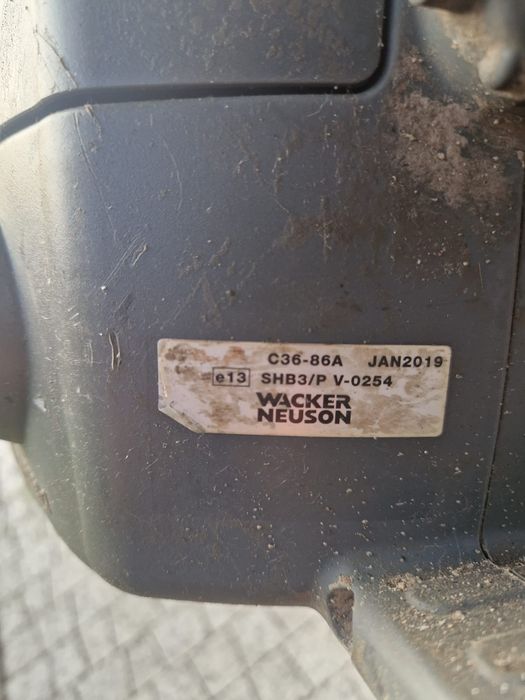 C36-86A JAN2019
e13 SHB3/P V-0254
WACKER
NEUSON